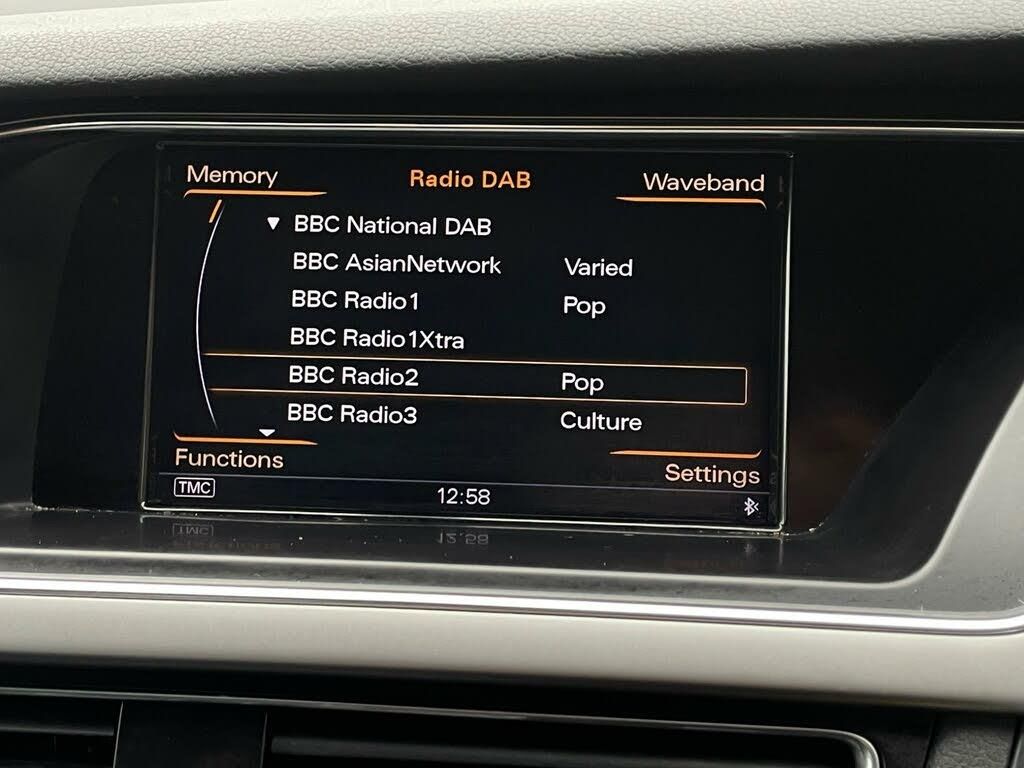 Memory Radio DAB Waveband
BBC National DAB
BBC AsianNetwork Varied
BBC Radio1 Pop
BBC Radio1Xtra
BBC Radio2 Pop
BBC Radio3 Culture
Functions Settings
TMC 12:58